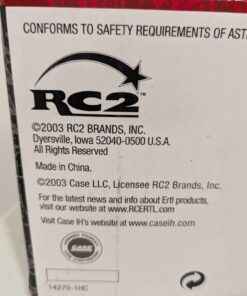 CONFORMS TO SAFETY REQUIREMENTS OF AST
RC2™
©2003 RC2 BRANDS, INC.
Dyersville, Iowa 52040-0500 U.S.A.
All Rights Reserved
Made in China.
©2003 Case LLC, Licensee RC2 Brands, Inc.
For the latest news and info about Ertl products
visit our website at www.RCERTL.com
Visit Case IH's website at www.caseih.com
CASE
14270-1HC